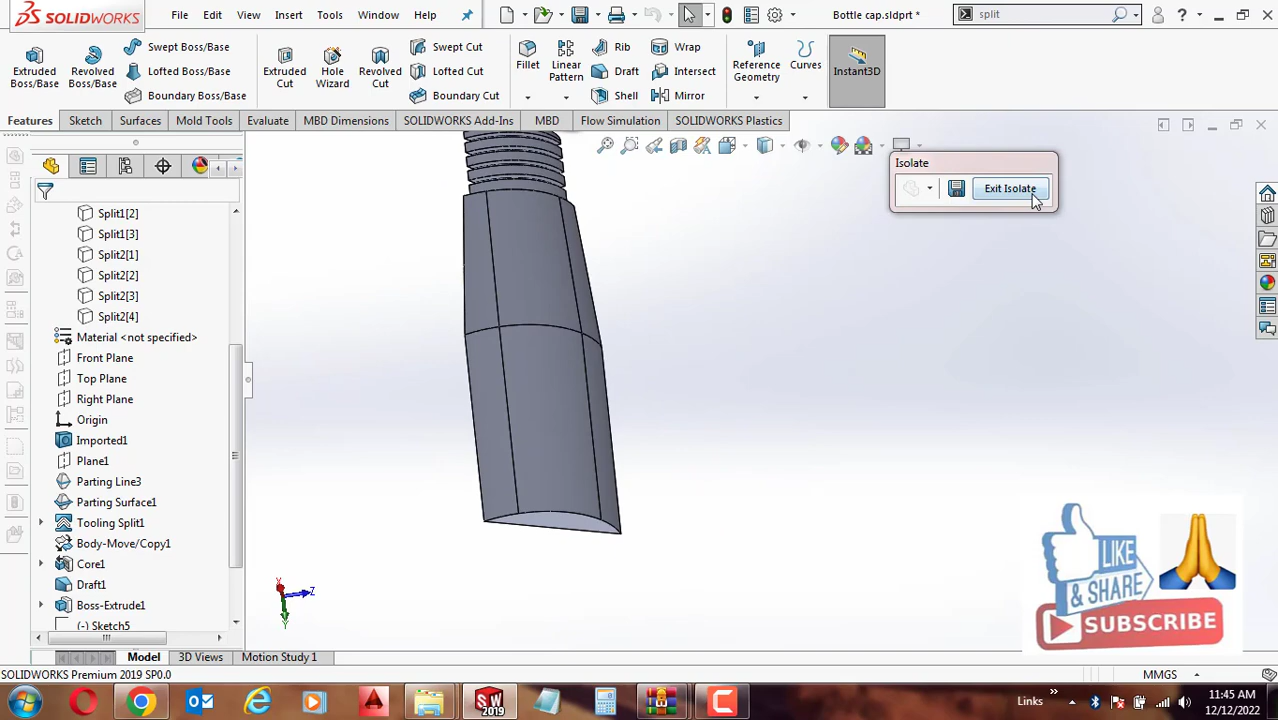 SOLIDWORKS File Edit View Insert Tools Window Help Bottle cap.sldprt * split
Extruded Boss/Base
Revolved Boss/Base
Swept Boss/Base
Lofted Boss/Base
Boundary Boss/Base
Extruded Cut
Hole Wizard
Revolved Cut
Swept Cut
Lofted Cut
Boundary Cut
Fillet
Linear Pattern
Rib
Draft
Shell
Wrap
Intersect
Mirror
Reference Geometry
Curves
Instant3D
Features Sketch Surfaces Mold Tools Evaluate MBD Dimensions SOLIDWORKS Add-Ins MBD Flow Simulation SOLIDWORKS Plastics
Isolate
Exit Isolate
Split1[2]
Split1[3]
Split2[1]
Split2[2]
Split2[3]
Split2[4]
Material <not specified>
Front Plane
Top Plane
Right Plane
Origin
Imported1
Plane1
Parting Line3
Parting Surface1
Tooling Split1
Body-Move/Copy1
Core1
Draft1
Boss-Extrude1
(-) Sketch5
Y
Z
LIKE
& SHARE
SUBSCRIBE
Model 3D Views Motion Study 1
SOLIDWORKS Premium 2019 SP0.0 MMGS
SW
2019
Links
11:45 AM
12/12/2022